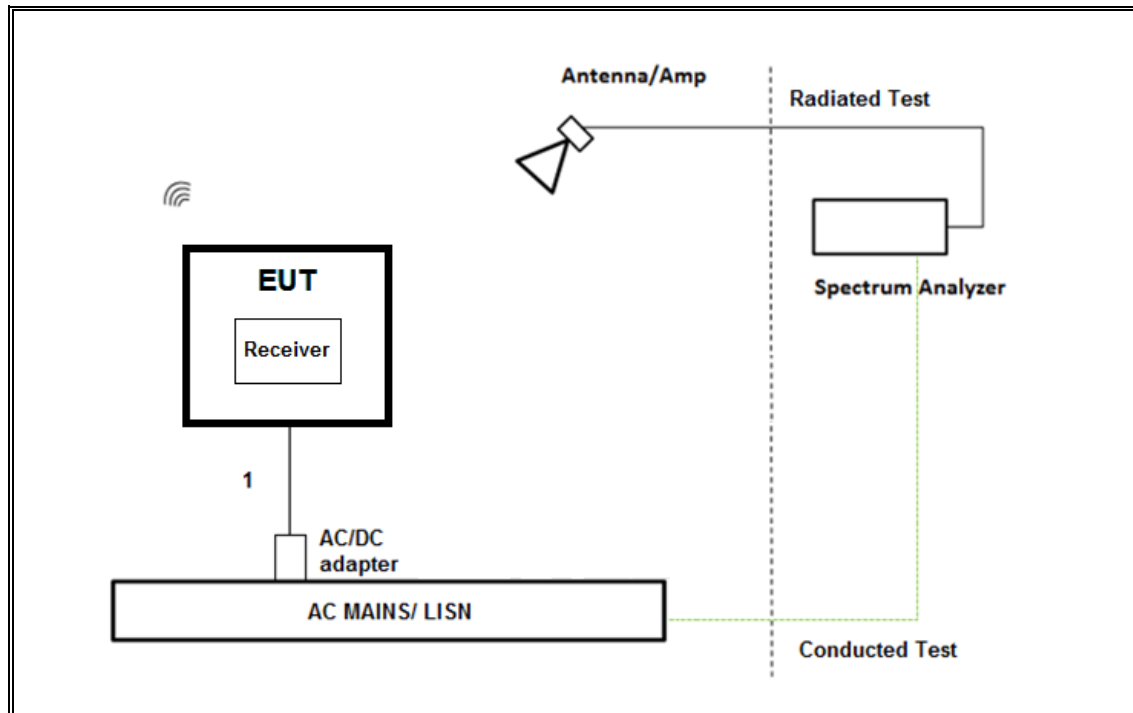 Antenna/Amp
Radiated Test
EUT
Receiver
Spectrum Analyzer
1
AC/DC
adapter
AC MAINS/ LISN
Conducted Test